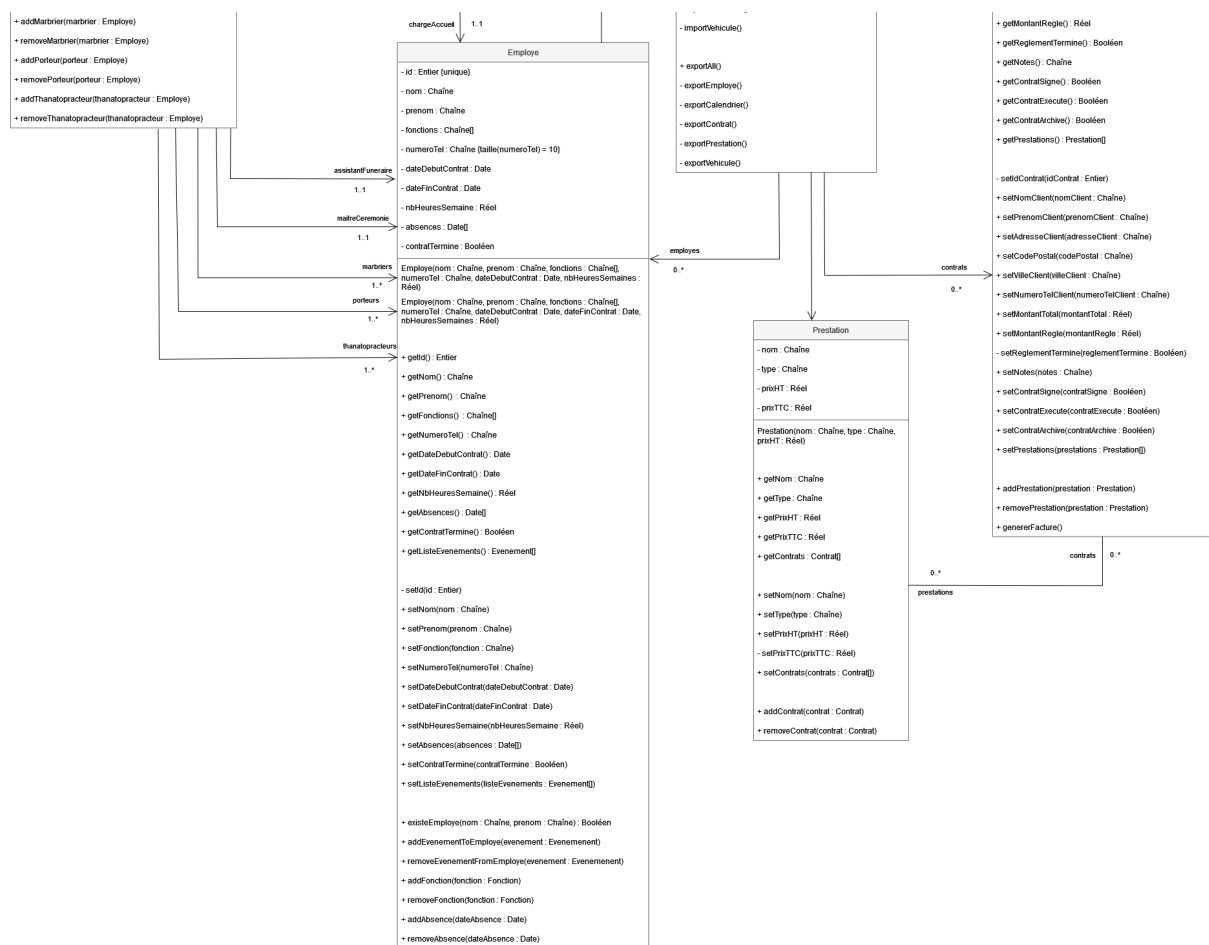 + addMarbrier(marbrier : Employe)
+ removeMarbrier(marbrier : Employe)
+ addPorteur(porteur : Employe)
+ removePorteur(porteur : Employe)
+ addThanatopracteur(thanatopracteur : Employe)
+ removeThanatopracteur(thanatopracteur : Employe)
chargeAccueil
1..1
assistantFuneraire
1..1
maitreCeremonie
1..1
marbriers
1..*
porteurs
1..*
thanatopracteurs
1..*
Employe
- id : Entier {unique}
- nom : Chaîne
- prenom : Chaîne
- fonctions : Chaîne[]
- numeroTel : Chaîne {taille(numeroTel) = 10}
- dateDebutContrat : Date
- dateFinContrat : Date
- nbHeuresSemaine : Réel
- absences : Date[]
- contratTermine : Booléen
Employe(nom : Chaîne, prenom : Chaîne, fonctions : Chaîne[],
numeroTel : Chaîne, dateDebutContrat : Date, nbHeuresSemaines :
Réel)
Employe(nom : Chaîne, prenom : Chaîne, fonctions : Chaîne[],
numeroTel : Chaîne, dateDebutContrat : Date, dateFinContrat : Date,
nbHeuresSemaines : Réel)
+ getId() : Entier
+ getNom() : Chaîne
+ getPrenom() : Chaîne
+ getFonctions() : Chaîne[]
+ getNumeroTel() : Chaîne
+ getDateDebutContrat() : Date
+ getDateFinContrat() : Date
+ getNbHeuresSemaine() : Réel
+ getAbsences() : Date[]
+ getContratTermine() : Booléen
+ getListeEvenements() : Evenement[]
- setId(id : Entier)
+ setNom(nom : Chaîne)
+ setPrenom(prenom : Chaîne)
+ setFonction(fonction : Chaîne)
+ setNumeroTel(numeroTel : Chaîne)
+ setDateDebutContrat(dateDebutContrat : Date)
+ setDateFinContrat(dateFinContrat : Date)
+ setNbHeuresSemaine(nbHeuresSemaine : Réel)
+ setAbsences(absences : Date[])
+ setContratTermine(contratTermine : Booléen)
+ setListeEvenements(listeEvenements : Evenement[])
+ existeEmploye(nom : Chaîne, prenom : Chaîne) : Booléen
+ addEvenementToEmploye(evenement : Evenemenent)
+ removeEvenementFromEmploye(evenement : Evenemenent)
+ addFonction(fonction : Fonction)
+ removeFonction(fonction : Fonction)
+ addAbsence(dateAbsence : Date)
+ removeAbsence(dateAbsence : Date)
- importVehicule()
+ exportAll()
- exportEmploye()
- exportCalendrier()
- exportContrat()
- exportPrestation()
- exportVehicule()
employes
0..*
contrats
0..*
Prestation
- nom : Chaîne
- type : Chaîne
- prixHT : Réel
- prixTTC : Réel
Prestation(nom : Chaîne, type : Chaîne,
prixHT : Réel)
+ getNom : Chaîne
+ getType : Chaîne
+ getPrixHT : Réel
+ getPrixTTC : Réel
+ getContrats : Contrat[]
+ setNom(nom : Chaîne)
+ setType(type : Chaîne)
+ setPrixHT(prixHT : Réel)
- setPrixTTC(prixTTC : Réel)
+ setContrats(contrats : Contrat[])
+ addContrat(contrat : Contrat)
+ removeContrat(contrat : Contrat)
+ getMontantRegle() : Réel
+ getReglementTermine() : Booléen
+ getNotes() : Chaîne
+ getContratSigne() : Booléen
+ getContratExecute() : Booléen
+ getContratArchive() : Booléen
+ getPrestations() : Prestation[]
- setIdContrat(idContrat : Entier)
+ setNomClient(nomClient : Chaîne)
+ setPrenomClient(prenomClient : Chaîne)
+ setAdresseClient(adresseClient : Chaîne)
+ setCodePostal(codePostal : Chaîne)
+ setVilleClient(villeClient : Chaîne)
+ setNumeroTelClient(numeroTelClient : Chaîne)
+ setMontantTotal(montantTotal : Réel)
+ setMontantRegle(montantRegle : Réel)
- setReglementTermine(reglementTermine : Booléen)
+ setNotes(notes : Chaîne)
+ setContratSigne(contratSigne : Booléen)
+ setContratExecute(contratExecute : Booléen)
+ setContratArchive(contratArchive : Booléen)
+ setPrestations(prestations : Prestation[])
+ addPrestation(prestation : Prestation)
+ removePrestation(prestation : Prestation)
+ genererFacture()
contrats
0..*
0..*
prestations